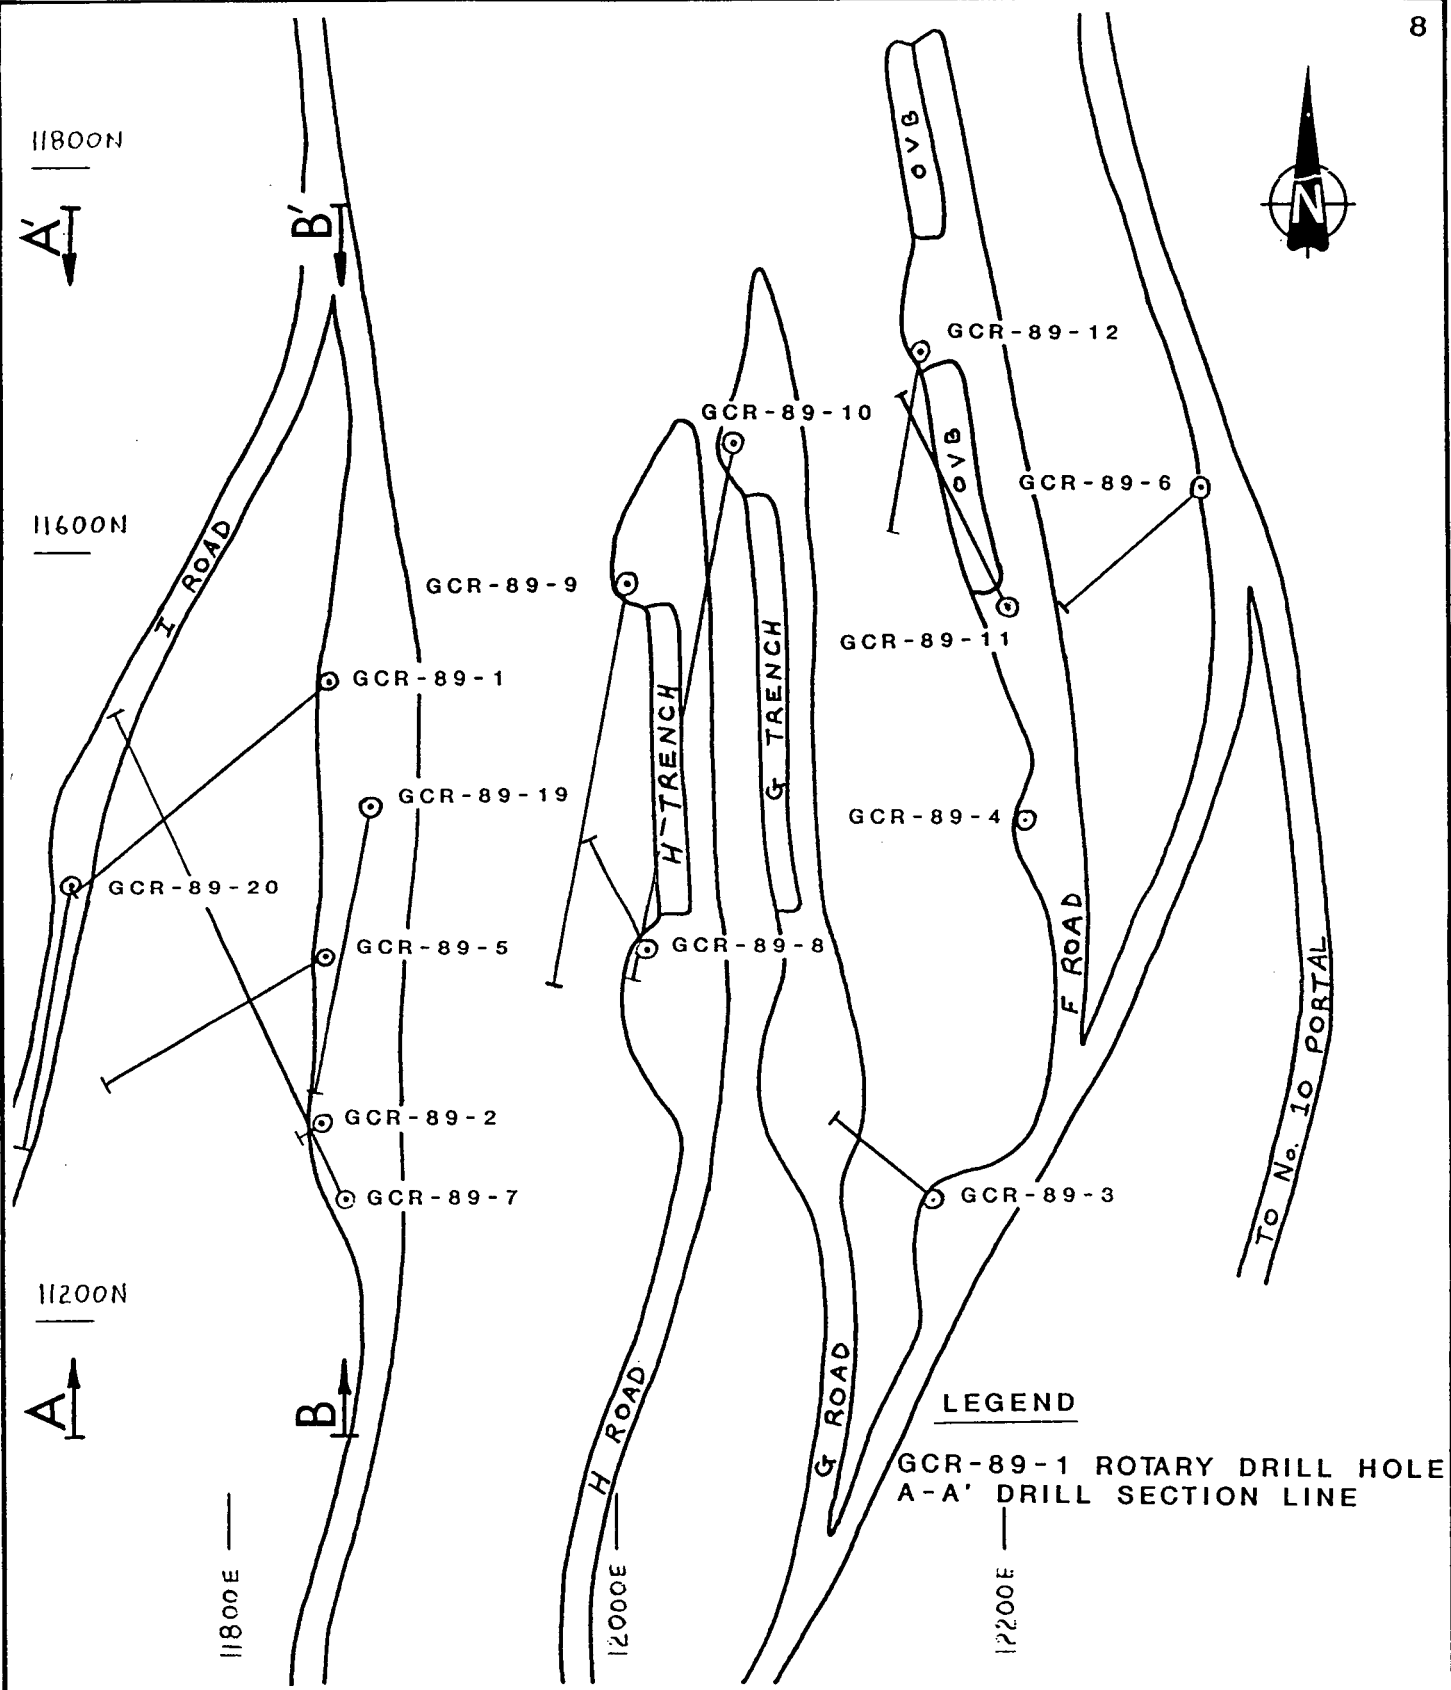 8
11800N
A'
B'
N
OVB
GCR-89-12
GCR-89-10
OVB
GCR-89-6
11600N
I ROAD
GCR-89-9
GCR-89-11
G TRENCH
H-TRENCH
GCR-89-1
GCR-89-19
GCR-89-4
GCR-89-20
GCR-89-5
GCR-89-8
F ROAD
TO No. 10 PORTAL
GCR-89-2
GCR-89-7
GCR-89-3
11200N
A
B
H ROAD
G ROAD
LEGEND
GCR-89-1 ROTARY DRILL HOLE
A-A' DRILL SECTION LINE
11800E
12000E
12200E